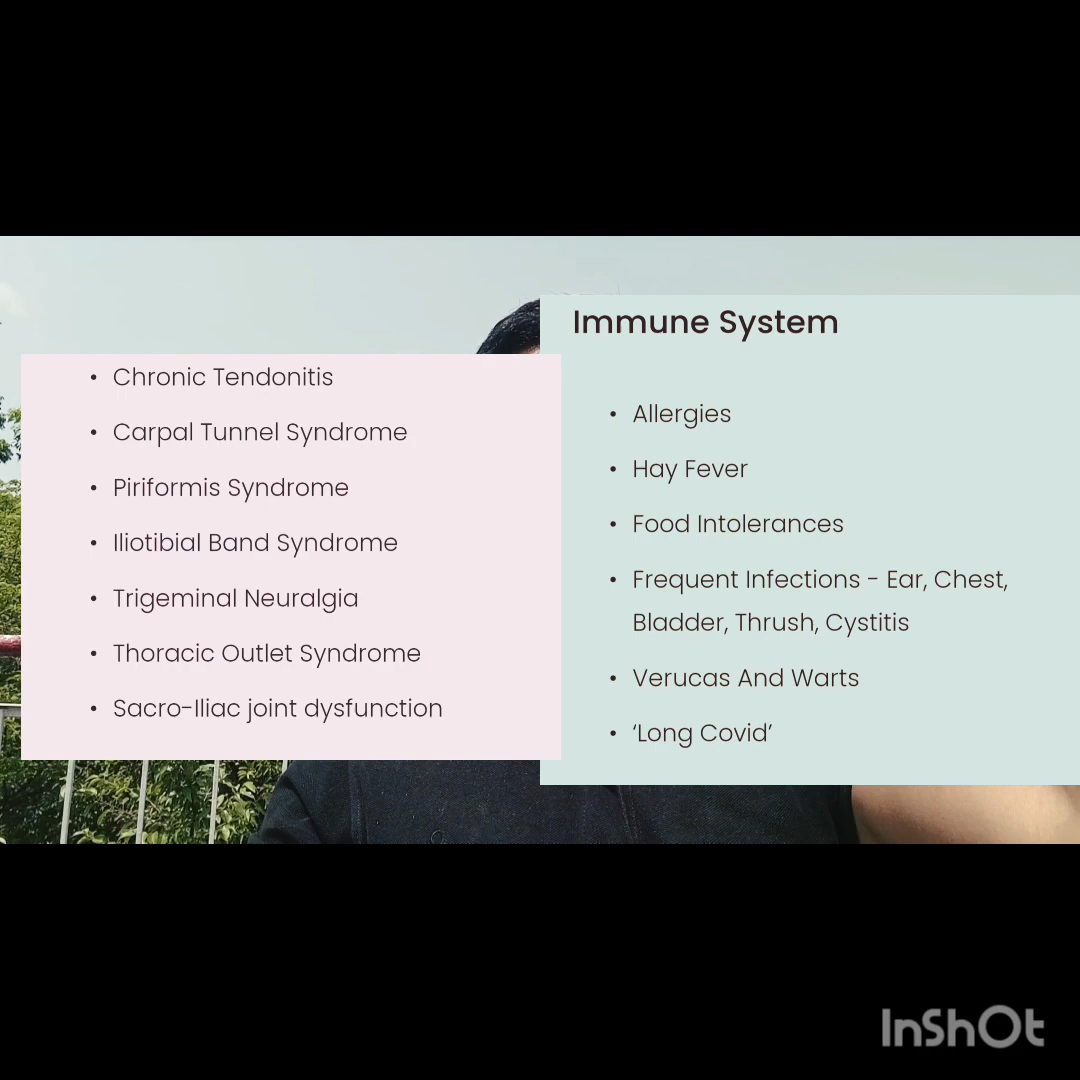 • Chronic Tendonitis
• Carpal Tunnel Syndrome
• Piriformis Syndrome
• Iliotibial Band Syndrome
• Trigeminal Neuralgia
• Thoracic Outlet Syndrome
• Sacro-Iliac joint dysfunction
Immune System
• Allergies
• Hay Fever
• Food Intolerances
• Frequent Infections - Ear, Chest,
Bladder, Thrush, Cystitis
• Verucas And Warts
• ‘Long Covid’
InShOt